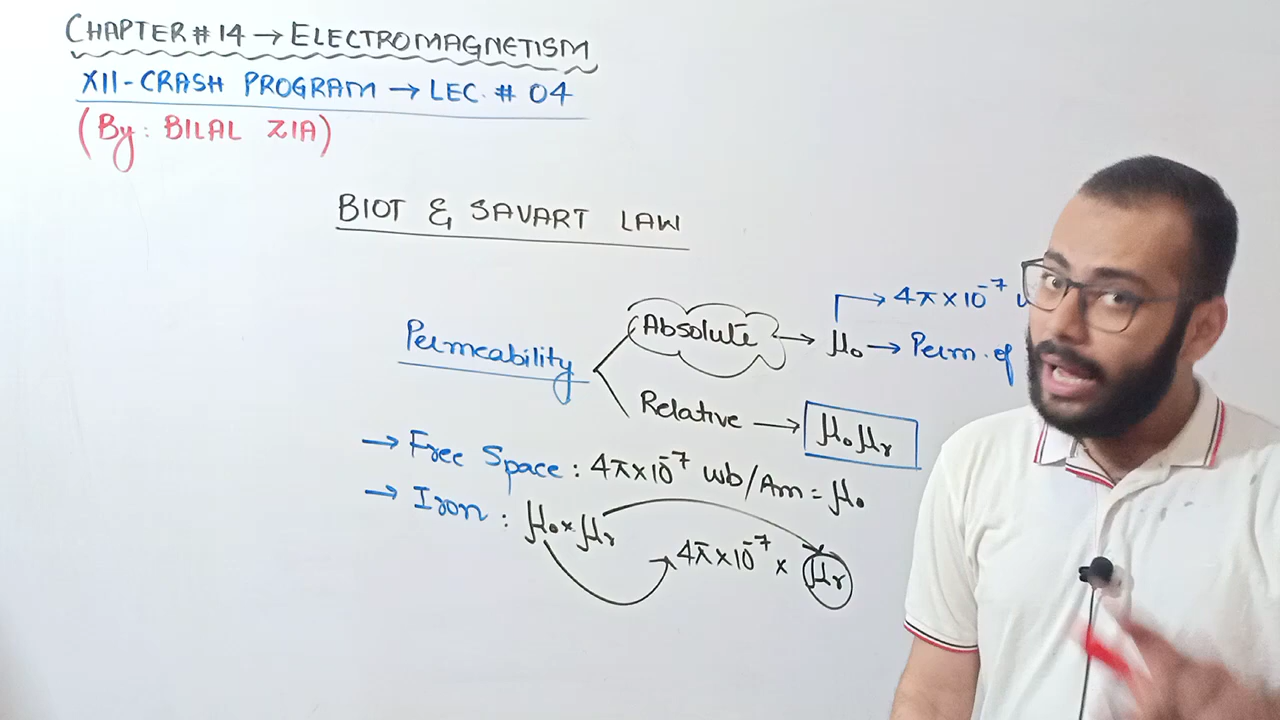 CHAPTER # 14 → ELECTROMAGNETISM
XII - CRASH PROGRAM → LEC. # 04
(By: BILAL ZIA)
BIOT & SAVART LAW
Permeability
Absolute → μ₀ → Perm. of
→ 4π×10⁻⁷
Relative → μ₀μᵣ
→ Free Space : 4π×10⁻⁷ wb/Am = μ₀
→ Iron : μ₀×μᵣ
4π×10⁻⁷ × μᵣ